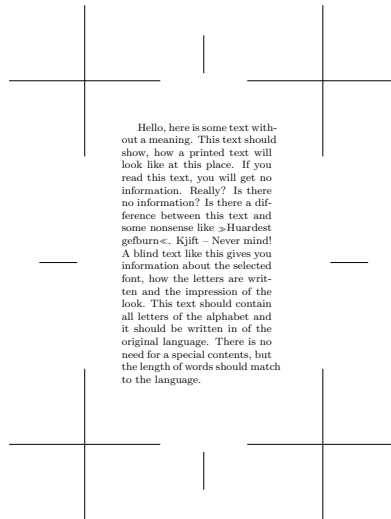 Hello, here is some text with-
out a meaning. This text should
show, how a printed text will
look like at this place. If you
read this text, you will get no
information. Really? Is there
no information? Is there a dif-
ference between this text and
some nonsense like ≫Huardest
gefburn≪. Kjift – Never mind!
A blind text like this gives you
information about the selected
font, how the letters are writ-
ten and the impression of the
look. This text should contain
all letters of the alphabet and
it should be written in of the
original language. There is no
need for a special contents, but
the length of words should match
to the language.